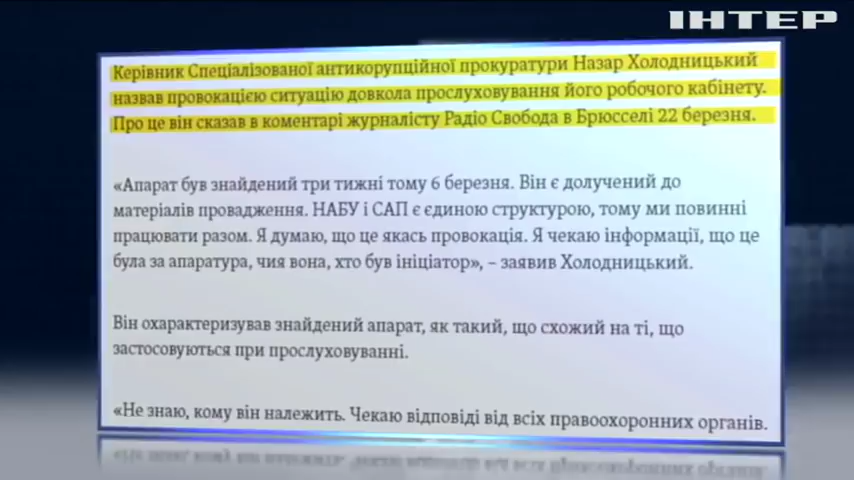 ІНТЕР
Керівник Спеціалізованої антикорупційної прокуратури Назар Холодницький
назвав провокацією ситуацію довкола прослуховування його робочого кабінету.
Про це він сказав в коментарі журналісту Радіо Свобода в Брюсселі 22 березня.
«Апарат був знайдений три тижні тому 6 березня. Він є долучений до
матеріалів провадження. НАБУ і САП є єдиною структурою, тому ми повинні
працювати разом. Я думаю, що це якась провокація. Я чекаю інформації, що це
була за апаратура, чия вона, хто був ініціатор», – заявив Холодницький.
Він охарактеризував знайдений апарат, як такий, що схожий на ті, що
застосовуються при прослуховуванні.
«Не знаю, кому він належить. Чекаю відповіді від всіх правоохоронних органів.